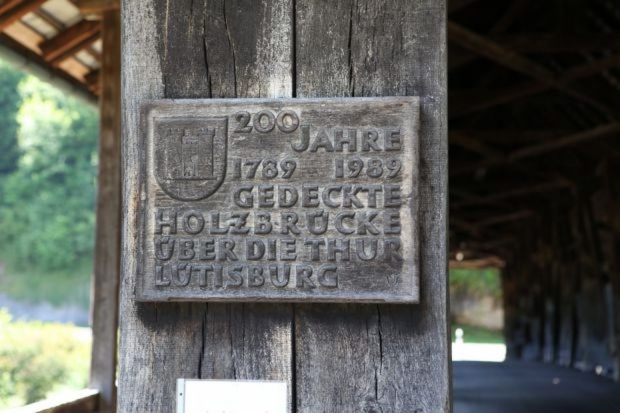 200 JAHRE
1789 1989
GEDECKTE
HOLZBRÜCKE
ÜBER DIE THUR
LÜTISBURG